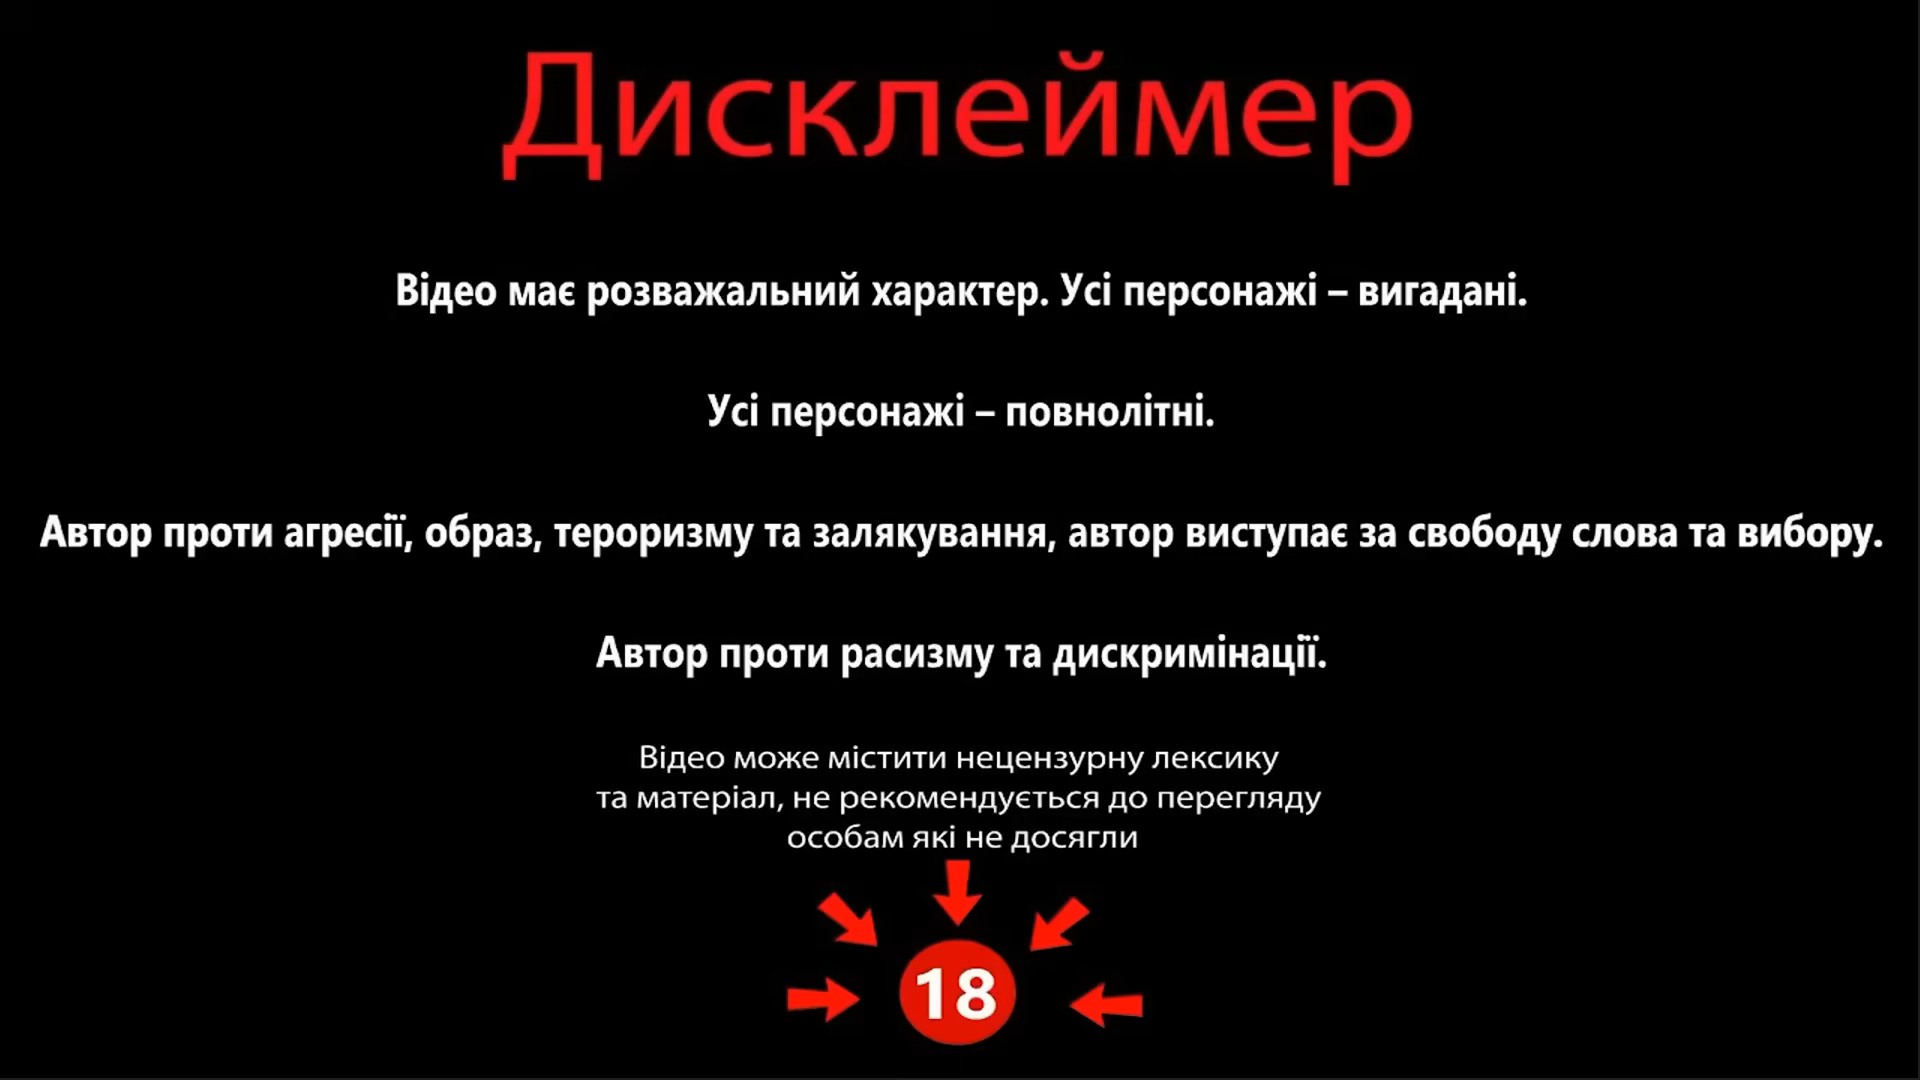 Дисклеймер
Відео має розважальний характер. Усі персонажі – вигадані.
Усі персонажі – повнолітні.
Автор проти агресії, образ, тероризму та залякування, автор виступає за свободу слова та вибору.
Автор проти расизму та дискримінації.
Відео може містити нецензурну лексику
та матеріал, не рекомендується до перегляду
особам які не досягли
18